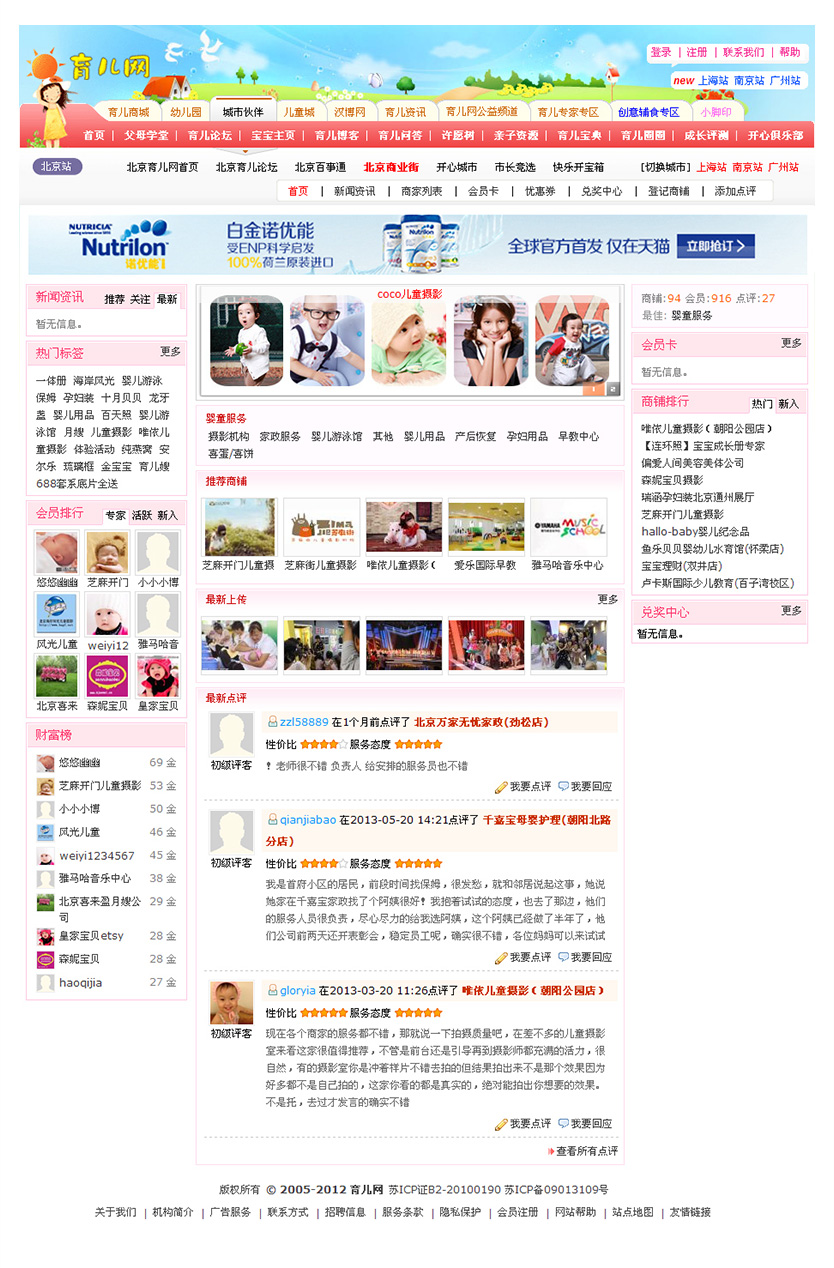 育儿网
登录 | 注册 | 联系我们 | 帮助
new 上海站 南京站 广州站
育儿商城 幼儿园 城市伙伴 儿童城 汉博网 育儿资讯 育儿网公益频道 育儿专家专区 创意辅食专区 小脚印
首页 | 父母学堂 | 育儿论坛 | 宝宝主页 | 育儿博客 | 育儿问答 | 许愿树 | 亲子资源 | 育儿宝典 | 育儿圈圈 | 成长评测 | 开心俱乐部
北京站 北京育儿网首页 北京育儿论坛 北京百事通 北京商业街 开心城市 市长竞选 快乐开宝箱 [切换城市] 上海站 南京站 广州站
首页 | 新闻资讯 | 商家列表 | 会员卡 | 优惠券 | 兑奖中心 | 登记商铺 | 添加点评
NUTRICIA
Nutrilon
诺优能1
白金诺优能
受ENP科学启发
100%荷兰原装进口
全球官方首发 仅在天猫 立即抢订
新闻资讯 推荐 关注 最新
暂无信息。
热门标签 更多
一体册 海岸风光 婴儿游泳
保姆 孕妇装 十月贝贝 龙牙
盏 婴儿用品 百天照 婴儿游
泳馆 月嫂 儿童摄影 唯依儿
童摄影 体验活动 纯燕窝 安
尔乐 琉璃框 金宝宝 育儿嫂
688套系底片全送
会员排行 专家 活跃 新入
悠悠幽幽 芝麻开门 小小小博
风光儿童 weiyi12 雅马哈音
北京喜来 森妮宝贝 皇家宝贝
财富榜
悠悠幽幽 69 金
芝麻开门儿童摄影 53 金
小小小博 50 金
风光儿童 46 金
weiyi1234567 45 金
雅马哈音乐中心 38 金
北京喜来盈月嫂公
司 29 金
皇家宝贝etsy 28 金
森妮宝贝 28 金
haoqijia 27 金
coco儿童摄影
1 2
婴童服务
摄影机构 家政服务 婴儿游泳馆 其他 婴儿用品 产后恢复 孕妇用品 早教中心
喜蛋/喜饼
推荐商铺
芝麻开门儿童摄 芝麻街儿童摄影 唯依儿童摄影( 爱乐国际早教 雅马哈音乐中心
最新上传 更多
最新点评
zzl58889 在1个月前点评了 北京万家无忧家政(劲松店)
性价比 服务态度
初级评客
! 老师很不错 负责人 给安排的服务员也不错
我要点评 我要回应
qianjiabao 在2013-05-20 14:21点评了 千嘉宝母婴护理(朝阳北路
分店)
初级评客
性价比 服务态度
我是首府小区的居民,前段时间找保姆,很发愁,就和邻居说起这事,她说
她家在千嘉宝家政找了个阿姨很好!我抱着试试的态度,也去了那边,他们
的服务人员很负责,尽心尽力的给我选阿姨,这个阿姨已经做了半年了,他
们公司前两天还开表彰会,稳定员工呢,确实很不错,各位妈妈可以来试试
我要点评 我要回应
gloryia 在2013-03-20 11:26点评了 唯依儿童摄影(朝阳公园店)
性价比 服务态度
初级评客
现在各个商家的服务都不错,那就说一下拍摄质量吧,在差不多的儿童摄影
室来看这家很值得推荐,不管是前台还是引导再到摄影师都充满的活力,很
自然,有的摄影室你是冲着样片不错去拍的但结果拍出来不是那个效果因为
好多都不是自己拍的,这家你看的都是真实的,绝对能拍出你想要的效果。
不是托,去过才发言的确实不错
我要点评 我要回应
查看所有点评
商铺:94 会员:916 点评:27
最佳: 婴童服务
会员卡 更多
暂无信息。
商铺排行 热门 新入
唯依儿童摄影(朝阳公园店)
【连环照】宝宝成长册专家
偏爱人间美容美体公司
森妮宝贝摄影
瑞涵孕妇装北京通州展厅
芝麻开门儿童摄影
hallo-baby婴儿纪念品
鱼乐贝贝婴幼儿水育馆(怀柔店)
宝宝理财(双井店)
卢卡斯国际少儿教育(百子湾校区)
兑奖中心 更多
暂无信息。
版权所有 © 2005-2012 育儿网 苏ICP证B2-20100190 苏ICP备09013109号
关于我们 | 机构简介 | 广告服务 | 联系方式 | 招聘信息 | 服务条款 | 隐私保护 | 会员注册 | 网站帮助 | 站点地图 | 友情链接